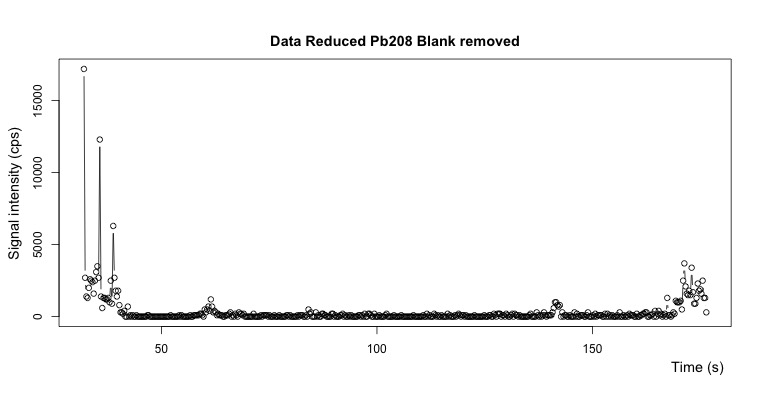 Data Reduced Pb208 Blank removed
Signal intensity (cps)
15000
10000
5000
0
50
100
150
Time (s)